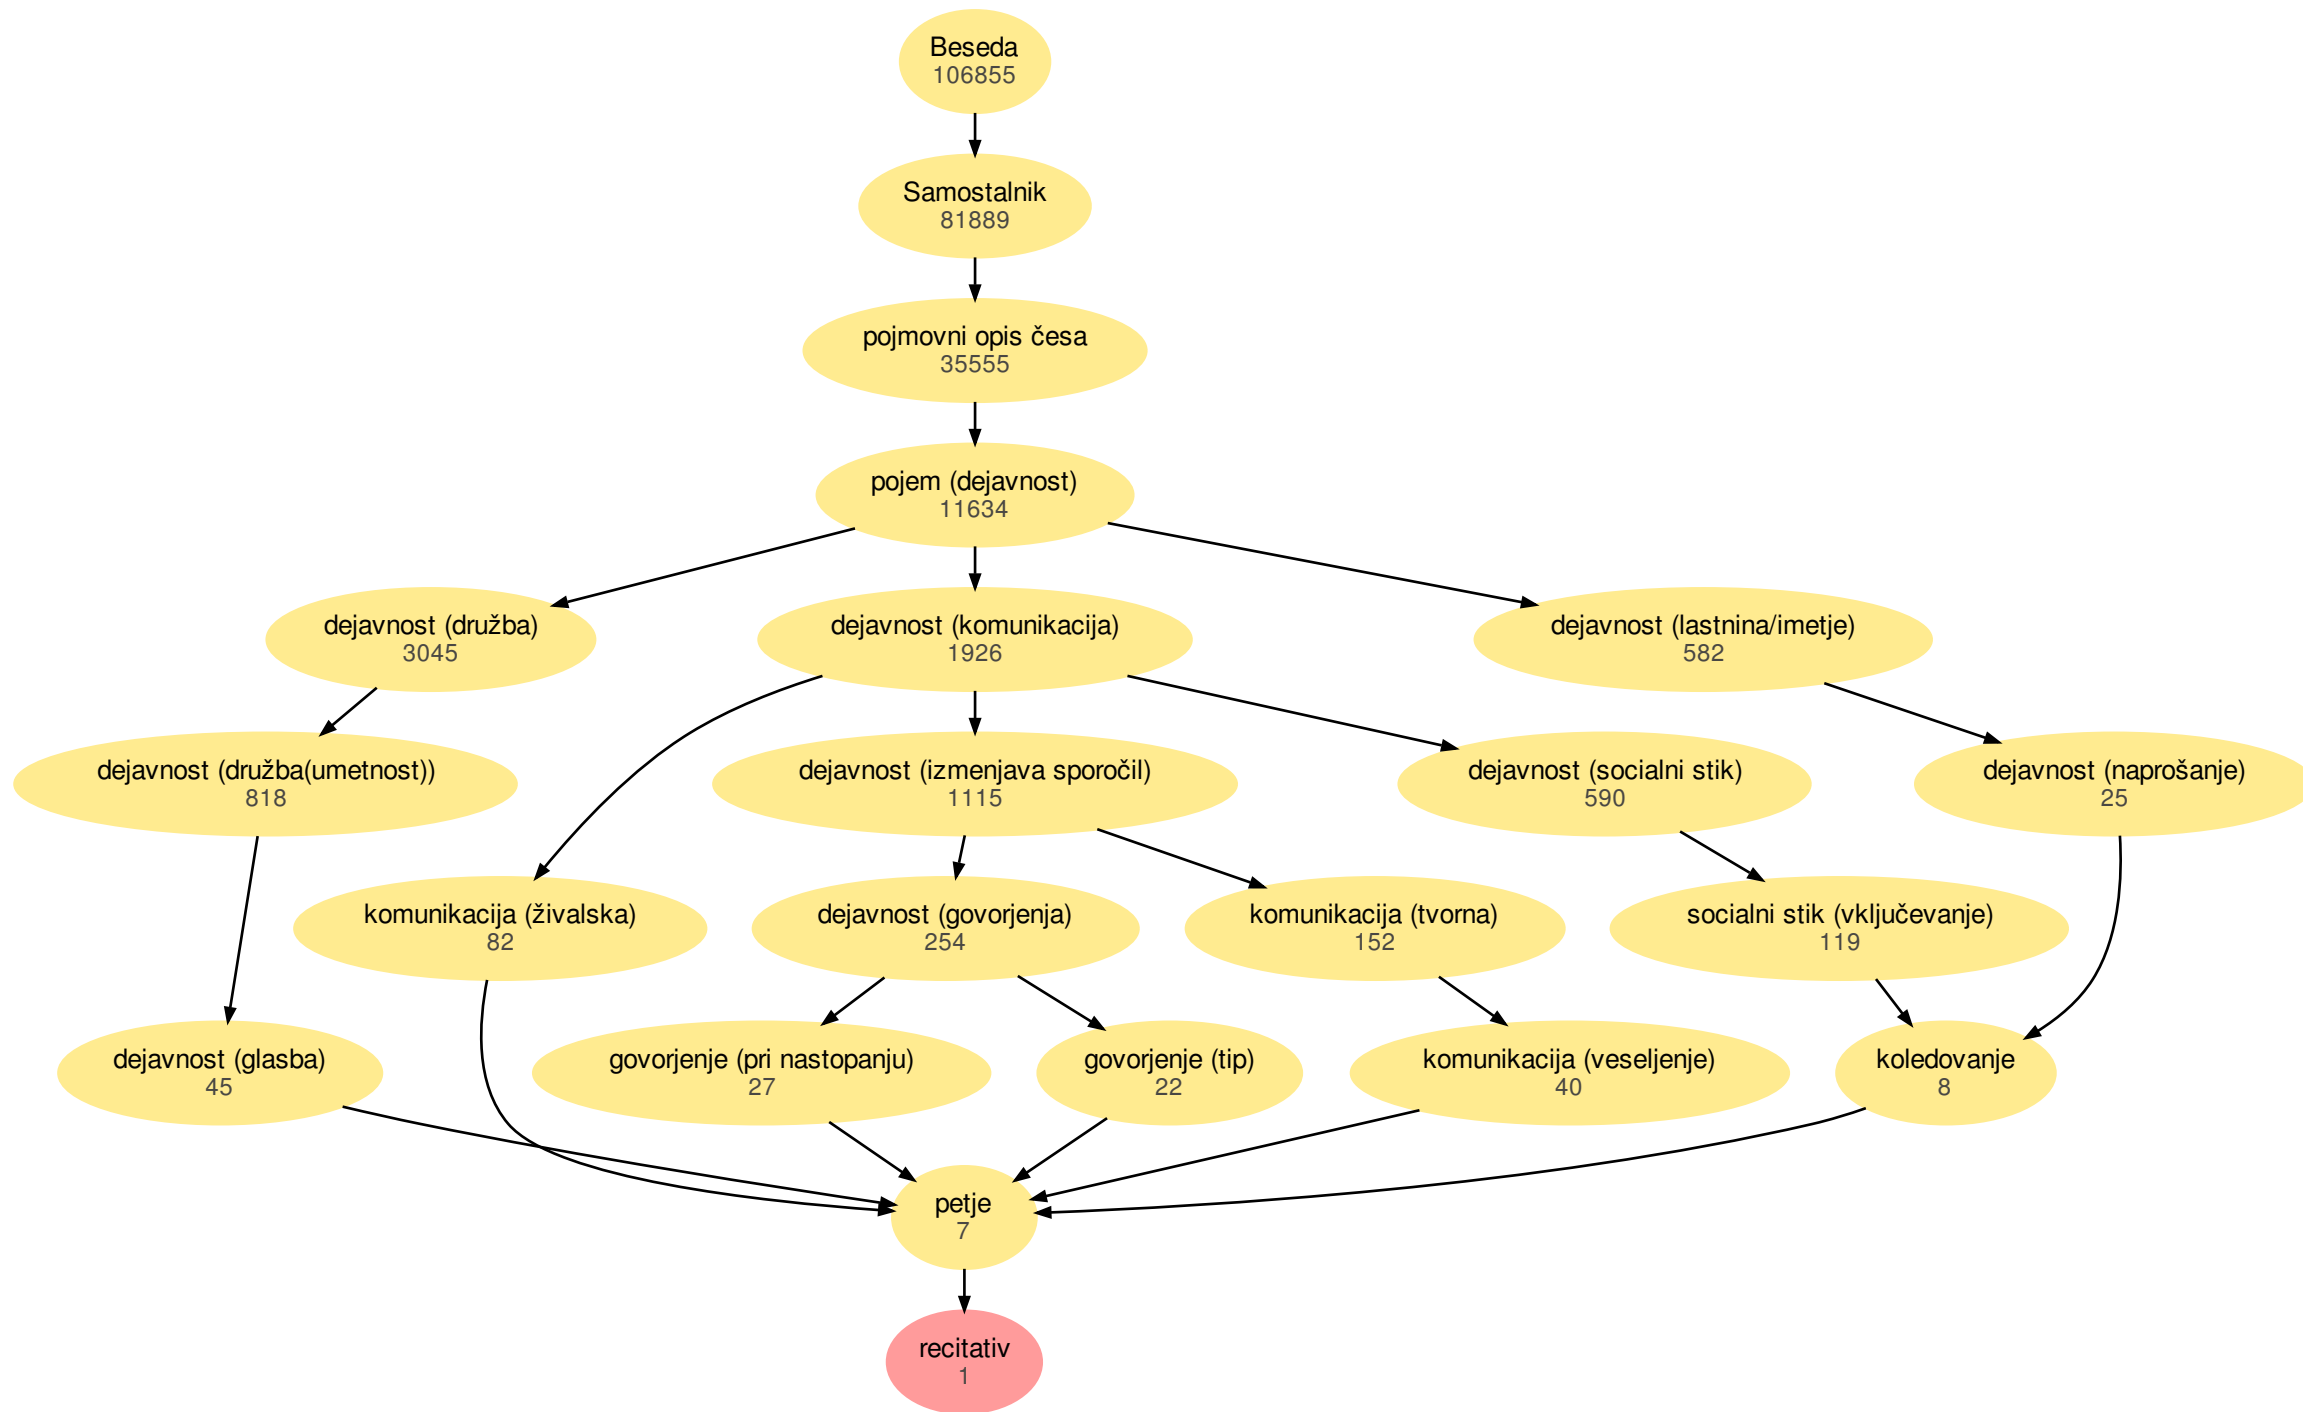 Beseda
106855
Samostalnik
81889
pojmovni opis česa
35555
pojem (dejavnost)
11634
dejavnost (družba)
3045
dejavnost (komunikacija)
1926
dejavnost (lastnina/imetje)
582
dejavnost (družba(umetnost))
818
dejavnost (izmenjava sporočil)
1115
dejavnost (socialni stik)
590
dejavnost (naprošanje)
25
komunikacija (živalska)
82
dejavnost (govorjenja)
254
komunikacija (tvorna)
152
socialni stik (vključevanje)
119
dejavnost (glasba)
45
govorjenje (pri nastopanju)
27
govorjenje (tip)
22
komunikacija (veseljenje)
40
koledovanje
8
petje
7
recitativ
1